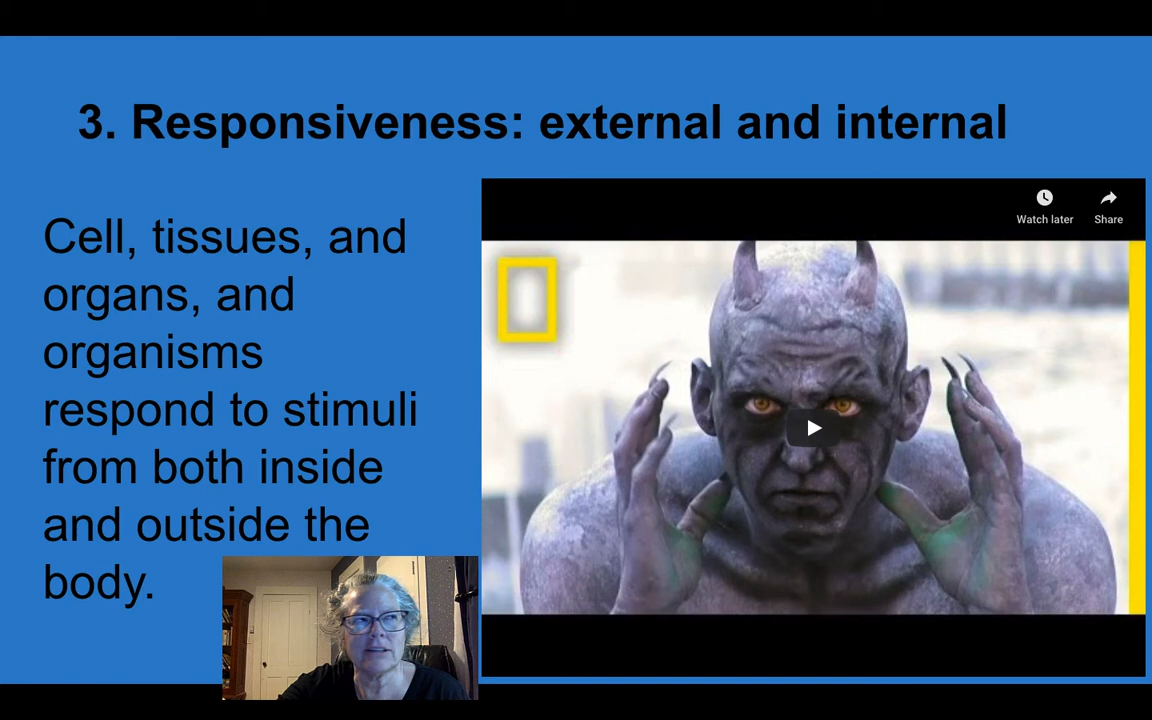 3. Responsiveness: external and internal
Cell, tissues, and
organs, and
organisms
respond to stimuli
from both inside
and outside the
body.
Watch later
Share